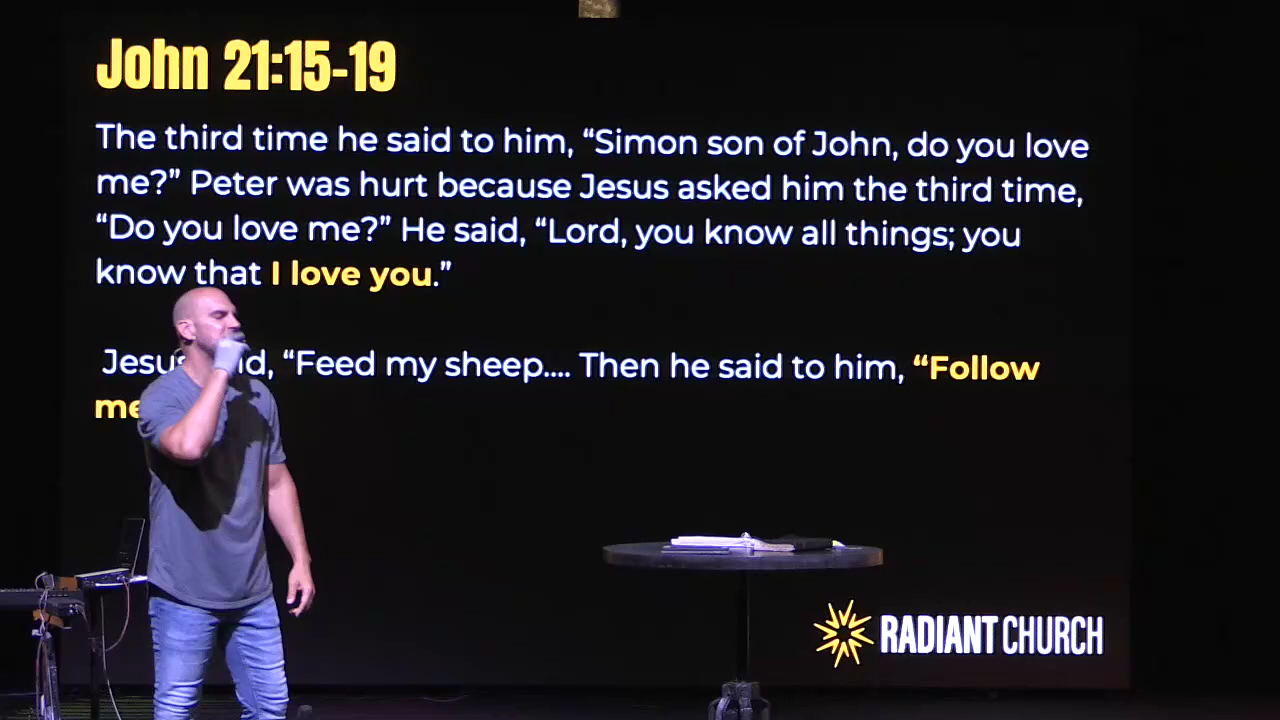 John 21:15-19
The third time he said to him, “Simon son of John, do you love
me?” Peter was hurt because Jesus asked him the third time,
“Do you love me?” He said, “Lord, you know all things; you
know that I love you.”
“Feed my sheep.... Then he said to him, “Follow
RADIANT CHURCH